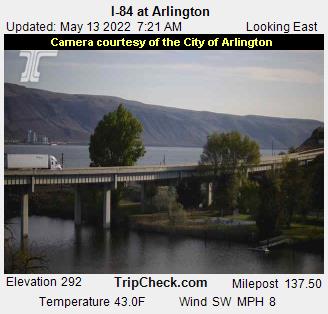 I-84 at Arlington
Updated: May 13 2022 7:21 AM Looking East
Camera courtesy of the City of Arlington
Elevation 292 TripCheck.com Milepost 137.50
Temperature 43.0F Wind SW MPH 8